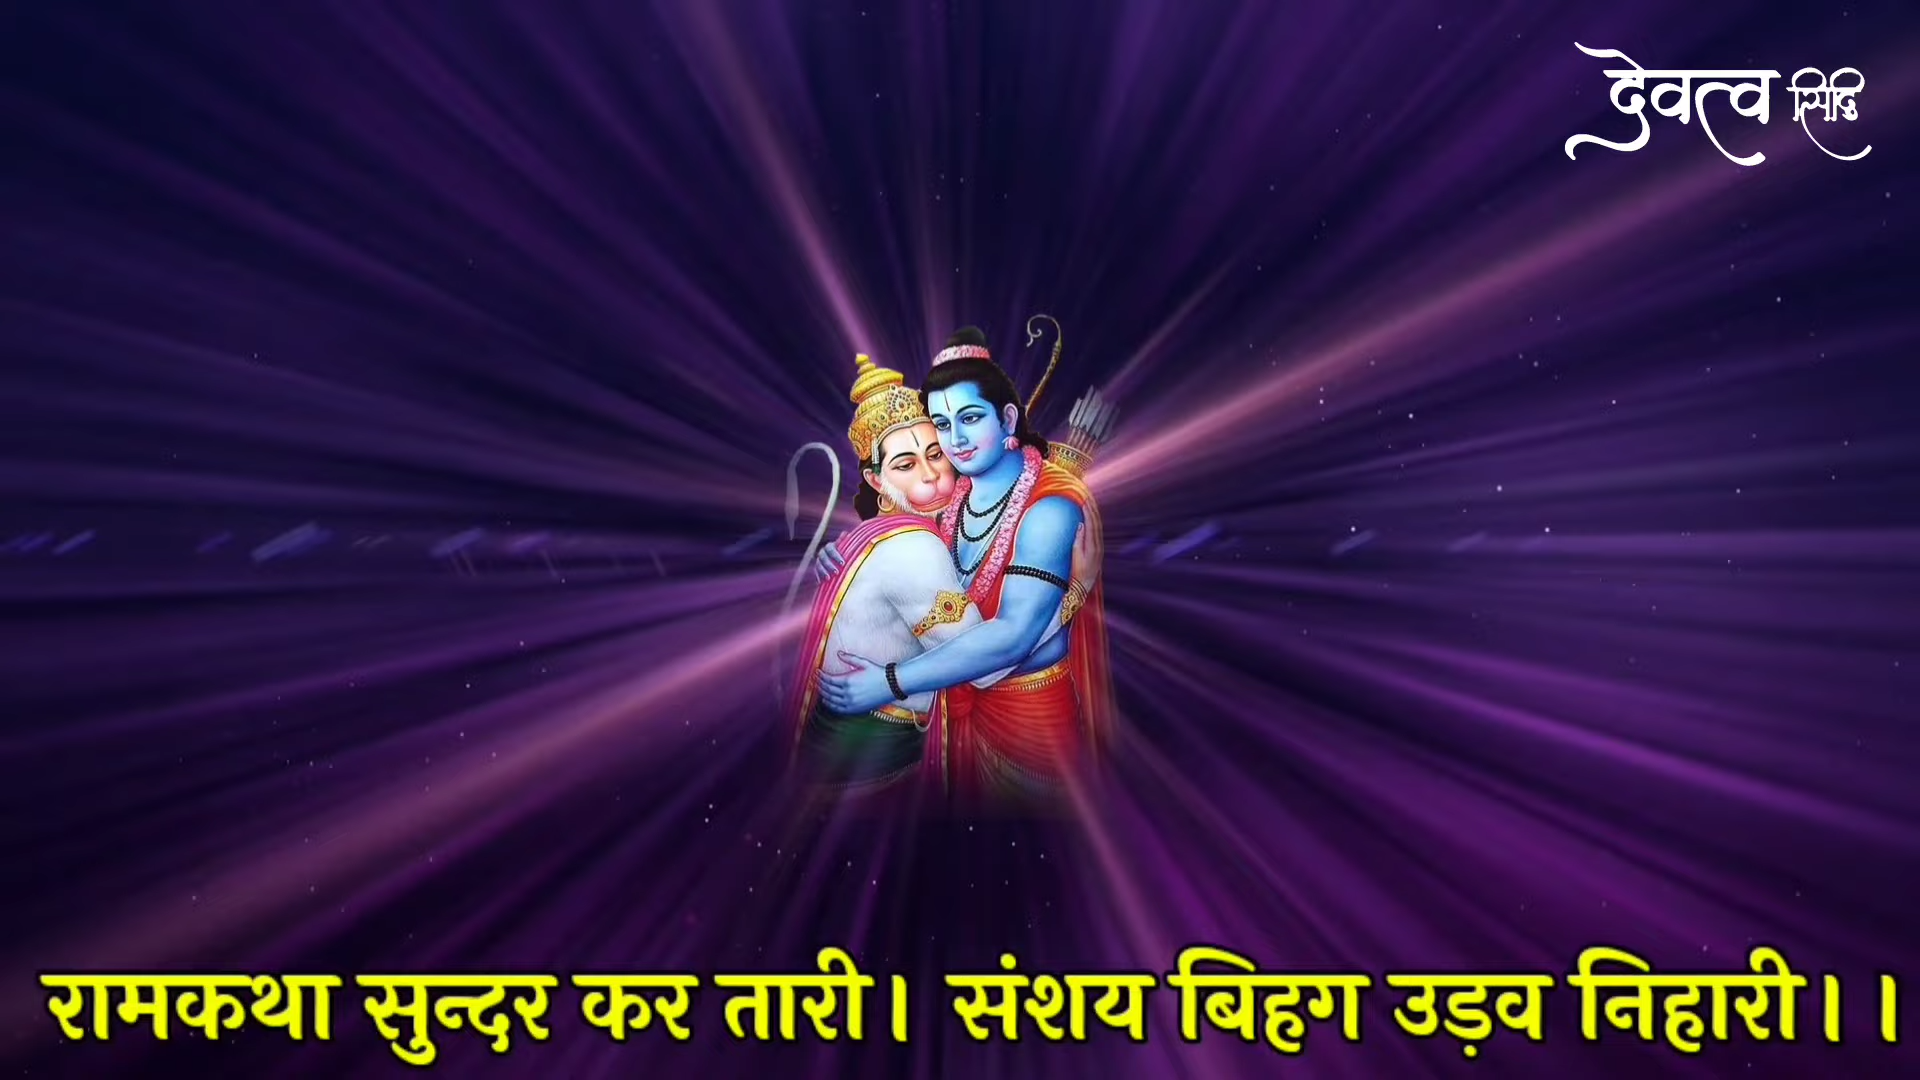 देवत्व सिद्धि
रामकथा सुन्दर कर तारी। संशय बिहग उड़व निहारी।।